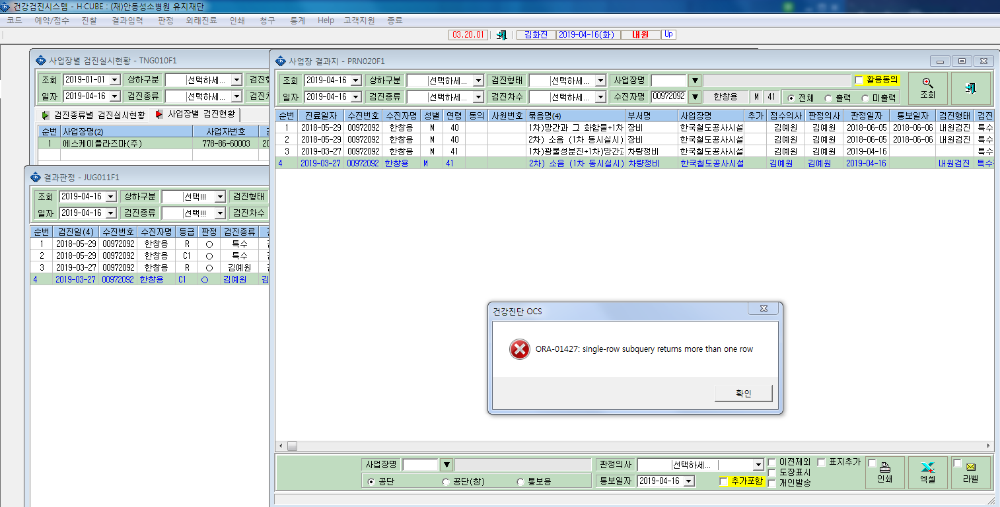 건강검진시스템 - H-CUBE : (재)안동성소병원 유지재단
코드 예약/접수 진찰 결과입력 판정 외래진료 인쇄 청구 통계 Help 고객지원 종료
03.20.01 김화진 2019-04-16(화) 내원 Up
사업장별 검진실시현황 - TNG010F1
조회 2019-01-01 상하구분 선택하세...
일자 2019-04-16 검진종류 선택하세...
검진종류별 검진실시현황 사업장별 검진현황
순번 사업장명(2) 사업자번호
1 에스케이플라즈마(주) 778-86-60003 20
결과판정 - JUG011F1
조회 2019-04-16 상하구분 선택!!! 검진형태
일자 2019-04-16 검진종류 선택!!! 검진차수
순번 검진일(4) 수진번호 수진자명 등급 판정 검진종류
1 2018-05-29 00972092 한창용 R ○ 특수
2 2018-05-29 00972092 한창용 C1 ○ 특수
3 2019-03-27 00972092 한창용 R ○ 김예원
4 2019-03-27 00972092 한창용 C1 ○ 김예원 김
사업장 결과지 - PRN020F1
조회 2019-04-16 상하구분 선택하세... 검진형태 선택하세... 사업장명 활용동의
일자 2019-04-16 검진종류 선택하세... 검진차수 선택하세... 수진자명 00972092 한창용 M 41 전체 출력 미출력
조회
순번 진료일자 수진번호 수진자명 성별 연령 동의 사원번호 묶음명(4) 부서명 사업장명 추가 접수의사 판정의사 판정일자 통보일자 검진형태 검진
1 2018-05-29 00972092 한창용 M 40 1차)망간과 그 화합물+1차 장비 한국철도공사시설 김예원 김예원 2018-06-05 2018-06-06 내원검진 특수
2 2018-05-29 00972092 한창용 M 40 2차) 소음 (1차 동시실시) 장비 한국철도공사시설 김예원 김예원 2018-06-05 2018-06-06 내원검진 특수
3 2019-03-27 00972092 한창용 M 41 1차)광물성분진+1차)망간고 차량정비 한국철도공사시설 김예원 김예원 2019-04-16 특수
4 2019-03-27 00972092 한창용 M 41 2차) 소음 (1차 동시실시) 차량정비 한국철도공사시설 김예원 김예원 2019-04-16 내원검진 특수
건강진단 OCS
ORA-01427: single-row subquery returns more than one row
확인
사업장명 판정의사 선택하세... 이전제외 표지추가
도장표시
공단 공단(창) 통보용 통보일자 2019-04-16 추가포함 개인발송
인쇄 엑셀 라벨